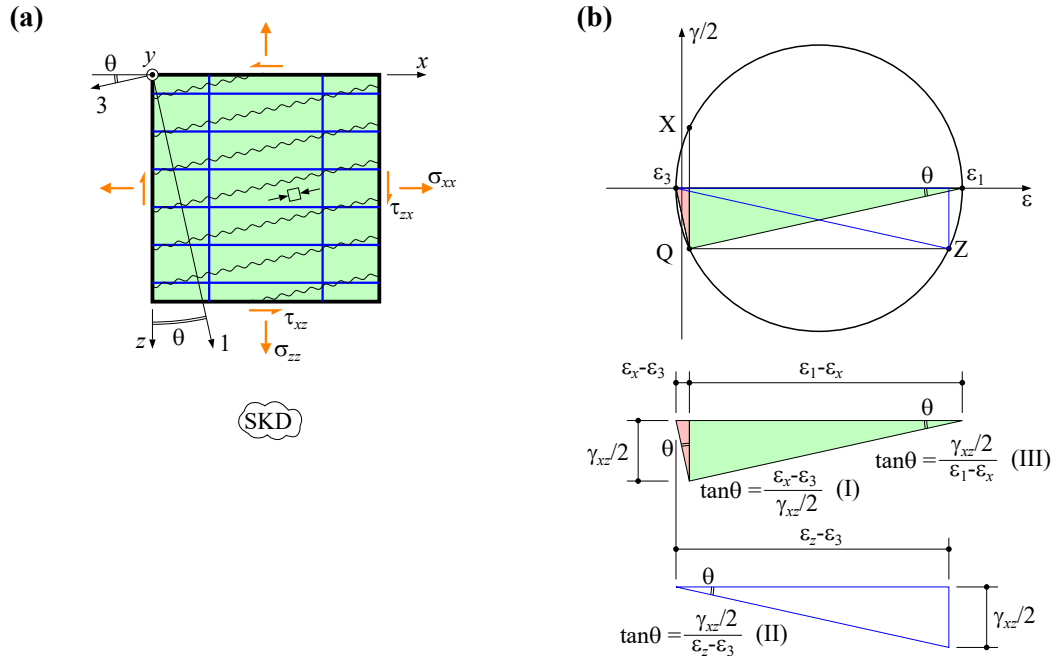 (a)
θ
y
x
3
σxx
τzx
τxz
z
θ
1
σzz
SKD
(b)
γ/2
X
ε3
θ
ε1
ε
Q
Z
εx-ε3
ε1-εx
θ
γxz/2
θ
tanθ = (εx-ε3)/(γxz/2) (I)
tanθ = (γxz/2)/(ε1-εx) (III)
εz-ε3
θ
γxz/2
tanθ = (γxz/2)/(εz-ε3) (II)